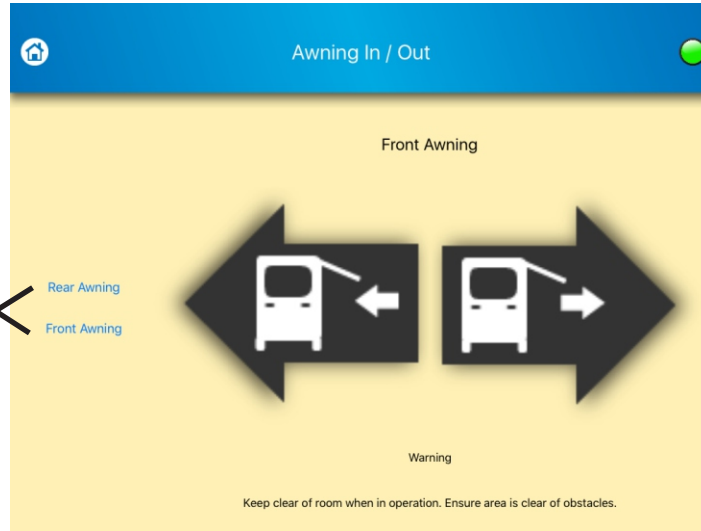 Awning In / Out
Front Awning
Rear Awning
Front Awning
Warning
Keep clear of room when in operation. Ensure area is clear of obstacles.